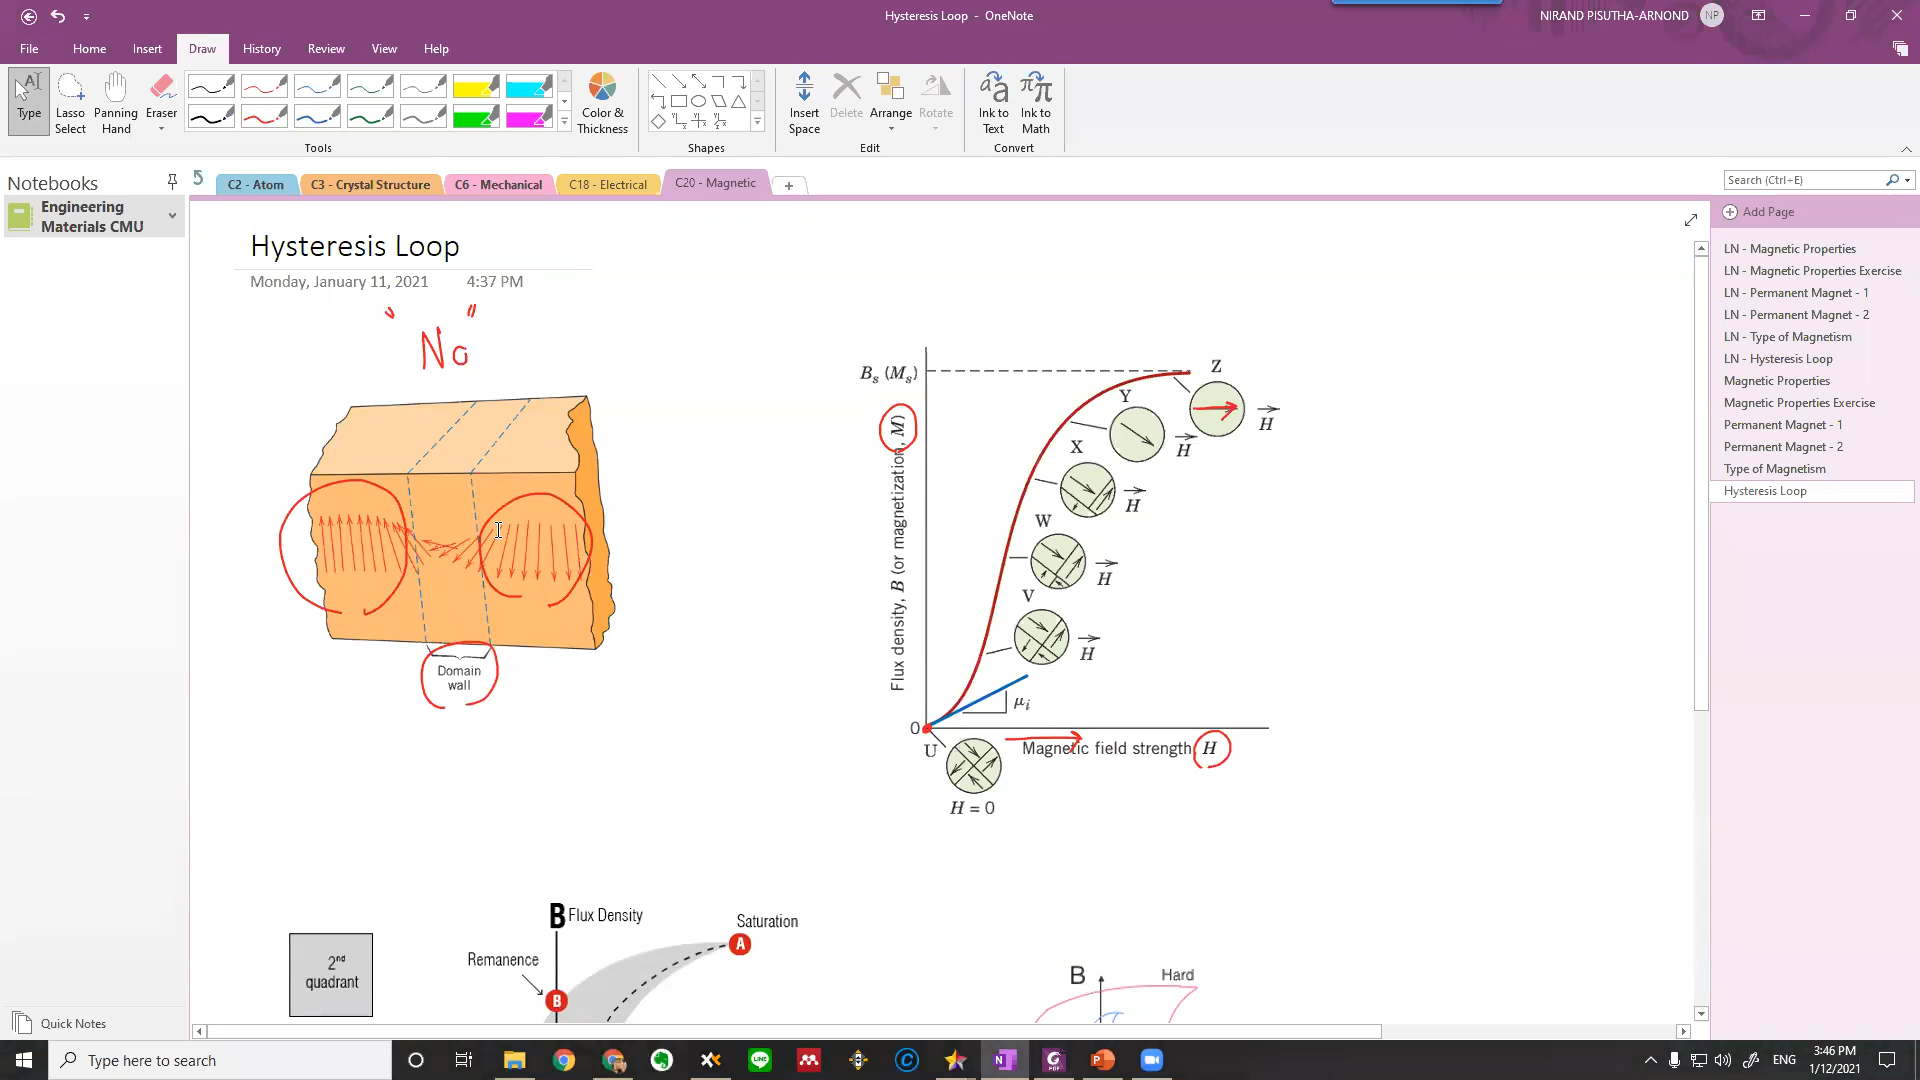 Hysteresis Loop - OneNote
NIRAND PISUTHA-ARNOND
NP
File Home Insert Draw History Review View Help
Type
Lasso Select
Panning Hand
Eraser
Color & Thickness
Insert Space
Delete
Arrange
Rotate
Ink to Text
Ink to Math
Tools
Shapes
Edit
Convert
Notebooks
Engineering Materials CMU
C2 - Atom
C3 - Crystal Structure
C6 - Mechanical
C18 - Electrical
C20 - Magnetic
Search (Ctrl+E)
Add Page
LN - Magnetic Properties
LN - Magnetic Properties Exercise
LN - Permanent Magnet - 1
LN - Permanent Magnet - 2
LN - Type of Magnetism
LN - Hysteresis Loop
Magnetic Properties
Magnetic Properties Exercise
Permanent Magnet - 1
Permanent Magnet - 2
Type of Magnetism
Hysteresis Loop
Hysteresis Loop
Monday, January 11, 2021 4:37 PM
Domain
wall
Bs (Ms)
Flux density, B (or magnetization, M)
Z
H
Y
H
X
H
W
H
V
H
μi
0
U
Magnetic field strength, H
H = 0
2nd
quadrant
B Flux Density
Saturation
A
Remanence
B
B
Hard
Quick Notes
Type here to search
ENG
3:46 PM
1/12/2021